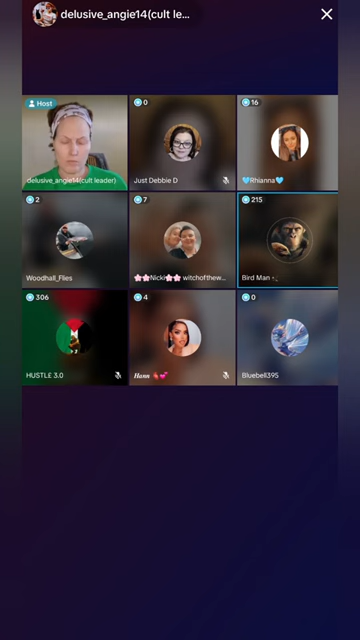 delusive_angie14(cult le...
Host
0
16
delusive_angie14(cult leader)
Just Debbie D
🩵Rhianna🩵
2
7
215
Woodhall_Flies
🌸🌸Nicki🌸🌸 witchofthew...
Bird Man
306
4
0
HUSTLE 3.0
Hann
Bluebell395